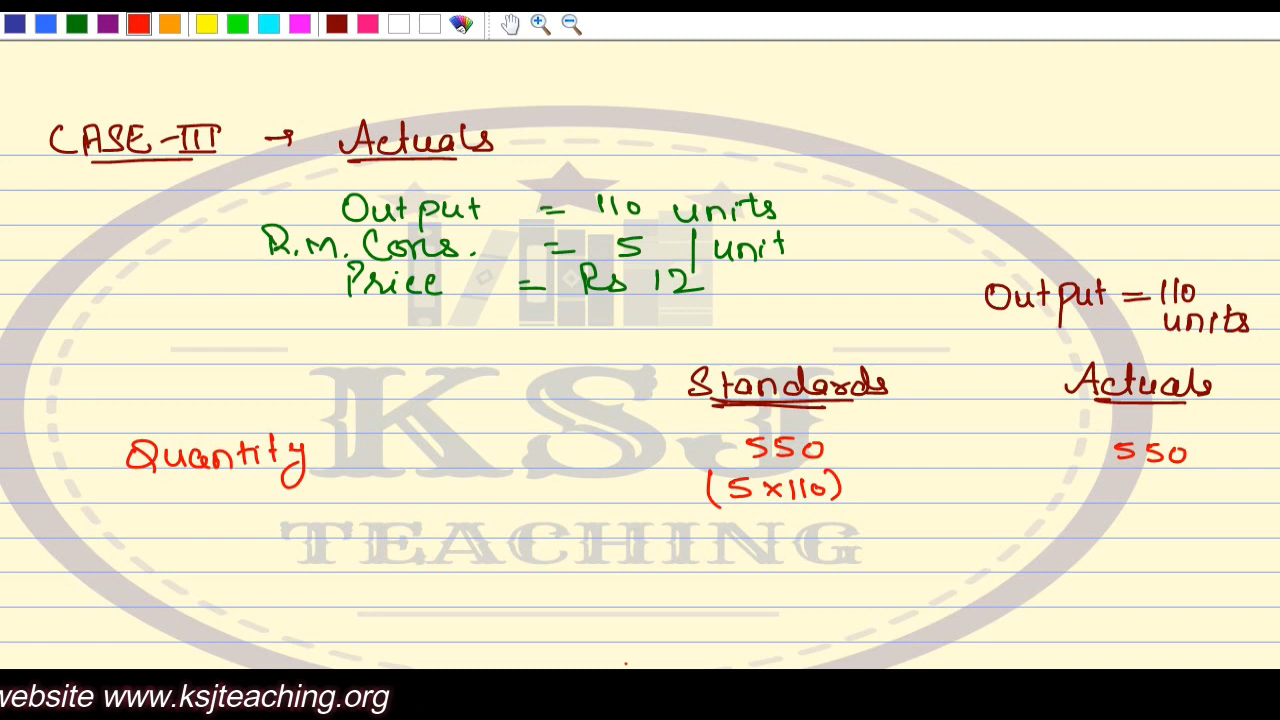 CASE-III → Actuals
Output = 110 units
R.M. Cons. = 5 / unit
Price = Rs 12
Output = 110
units
Standards Actuals
Quantity 550 550
(5 × 110)
KSJ
TEACHING
website www.ksjteaching.org